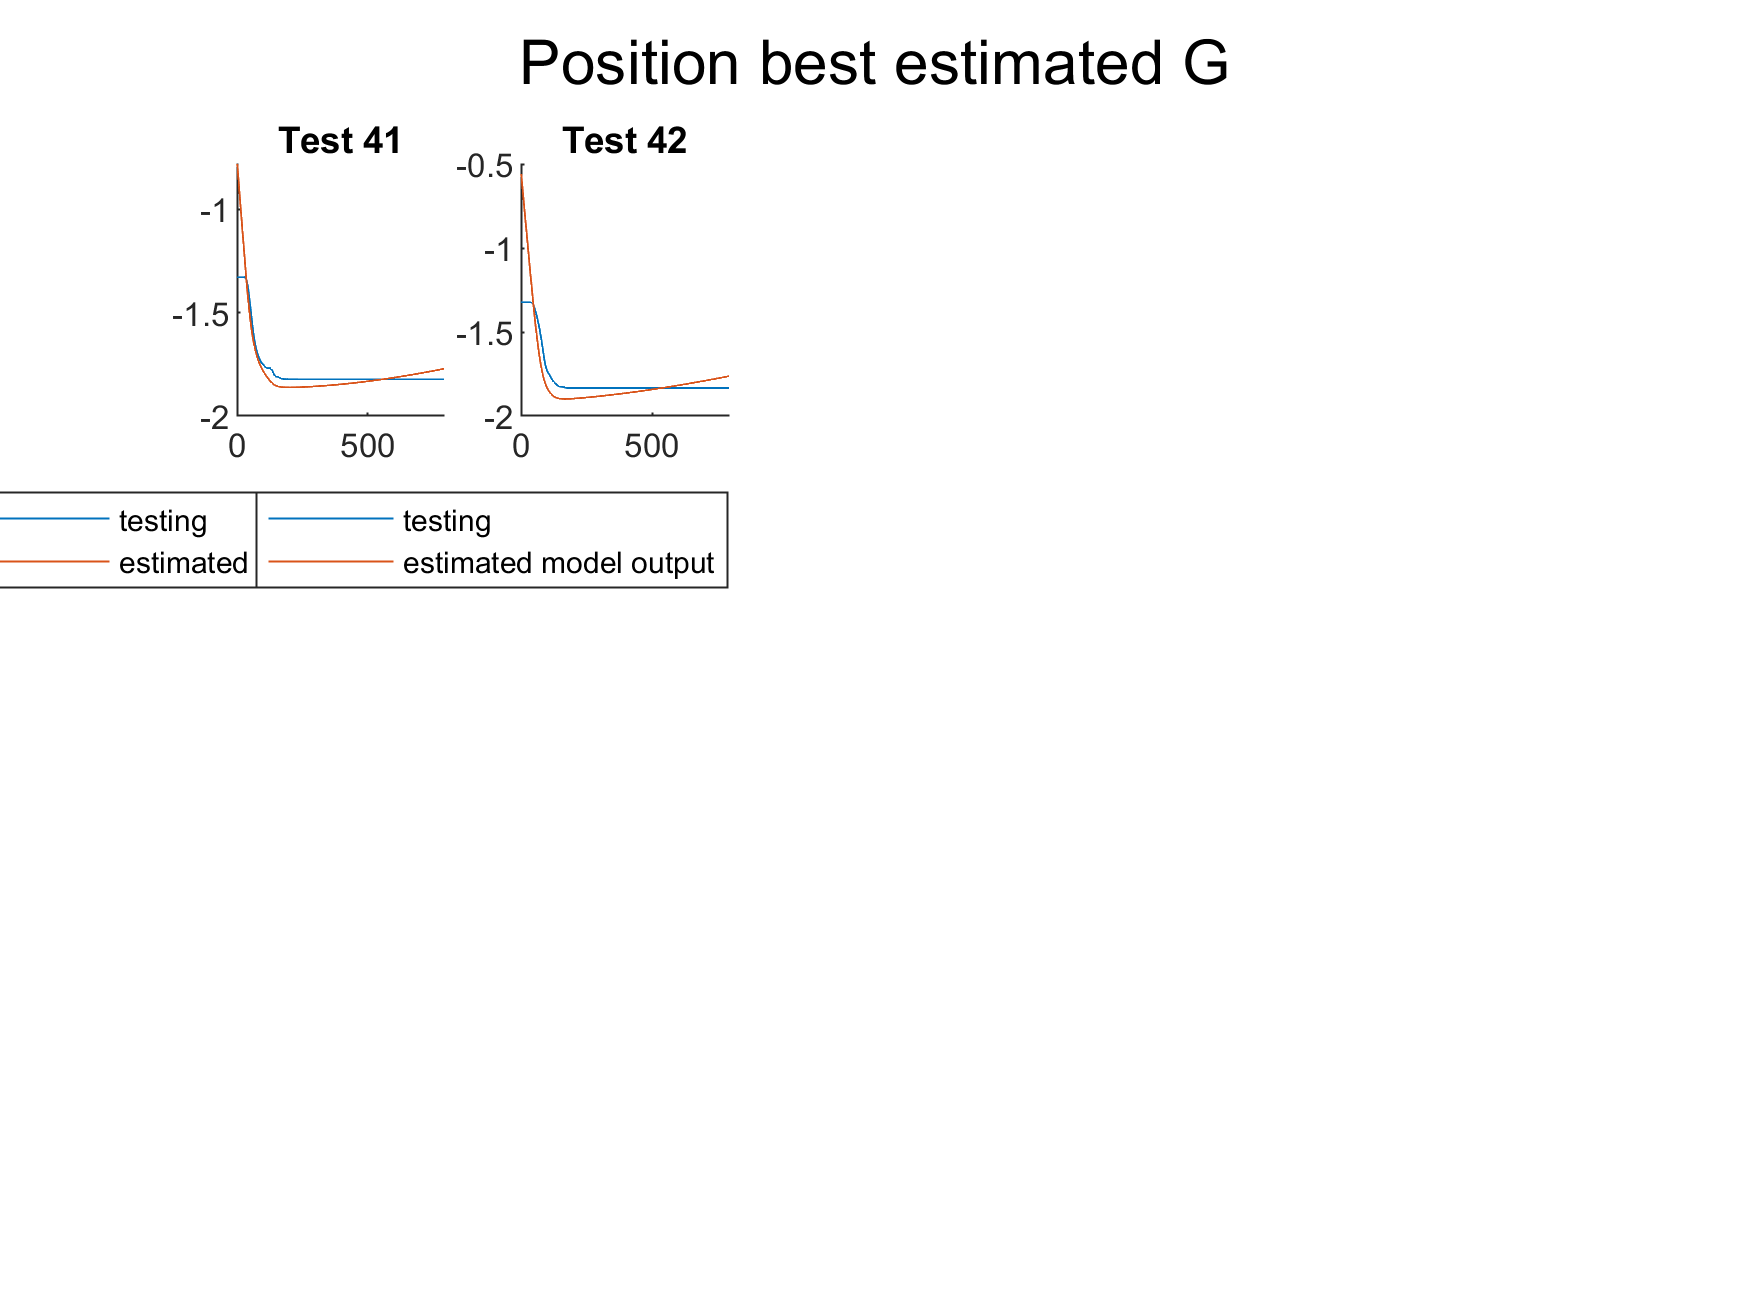 Position best estimated G
Test 41
-1
-1.5
-2
0
500
Test 42
-0.5
-1
-1.5
-2
0
500
testing
estimated
testing
estimated model output